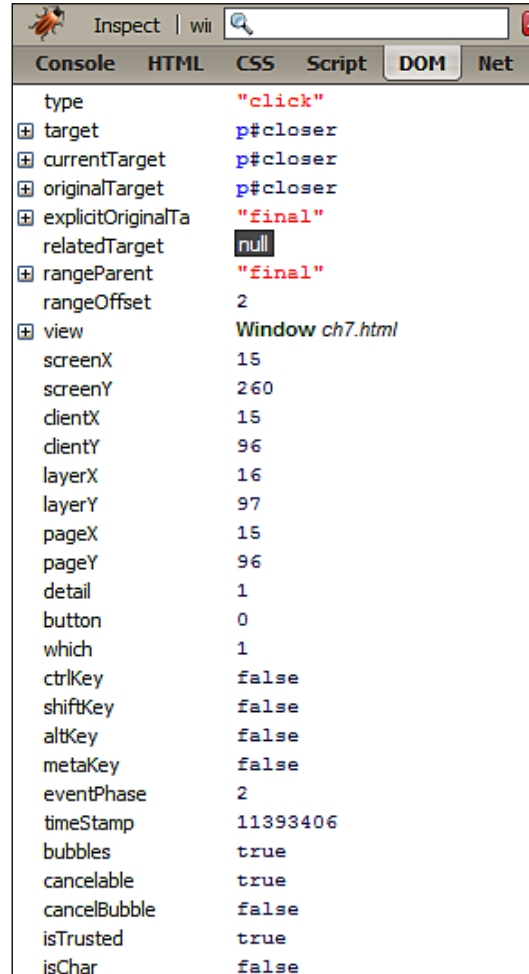 Inspect | wii
Console HTML CSS Script DOM Net
type "click"
target p#closer
currentTarget p#closer
originalTarget p#closer
explicitOriginalTa "final"
relatedTarget null
rangeParent "final"
rangeOffset 2
view Window ch7.html
screenX 15
screenY 260
clientX 15
clientY 96
layerX 16
layerY 97
pageX 15
pageY 96
detail 1
button 0
which 1
ctrlKey false
shiftKey false
altKey false
metaKey false
eventPhase 2
timeStamp 11393406
bubbles true
cancelable true
cancelBubble false
isTrusted true
isChar false